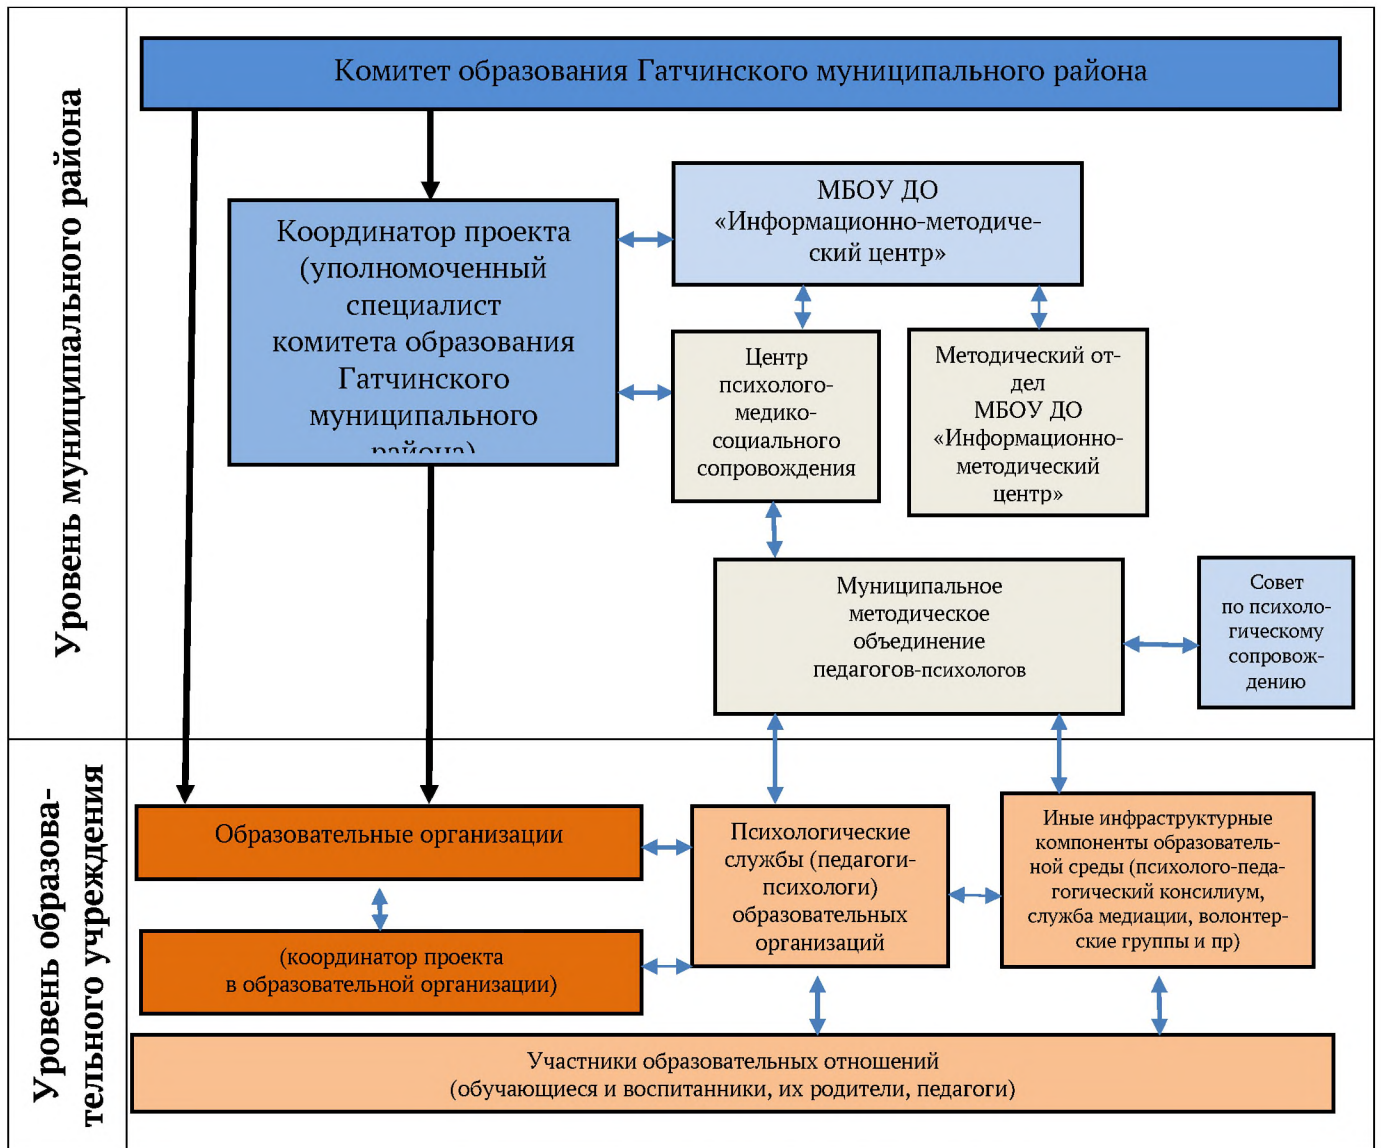 Уровень муниципального района
Комитет образования Гатчинского муниципального района
Координатор проекта
(уполномоченный
специалист
комитета образования
Гатчинского
муниципального
района)
МБОУ ДО
«Информационно-методиче-
ский центр»
Центр
психолого-
медико-
социального
сопровождения
Методический от-
дел
МБОУ ДО
«Информационно-
методический
центр»
Муниципальное
методическое
объединение
педагогов-психологов
Совет
по психоло-
гическому
сопровож-
дению
Уровень образова-
тельного учреждения
Образовательные организации
(координатор проекта
в образовательной организации)
Психологические
службы (педагоги-
психологи)
образовательных
организаций
Иные инфраструктурные
компоненты образователь-
ной среды (психолого-педа-
гогический консилиум,
служба медиации, волонтер-
ские группы и пр)
Участники образовательных отношений
(обучающиеся и воспитанники, их родители, педагоги)